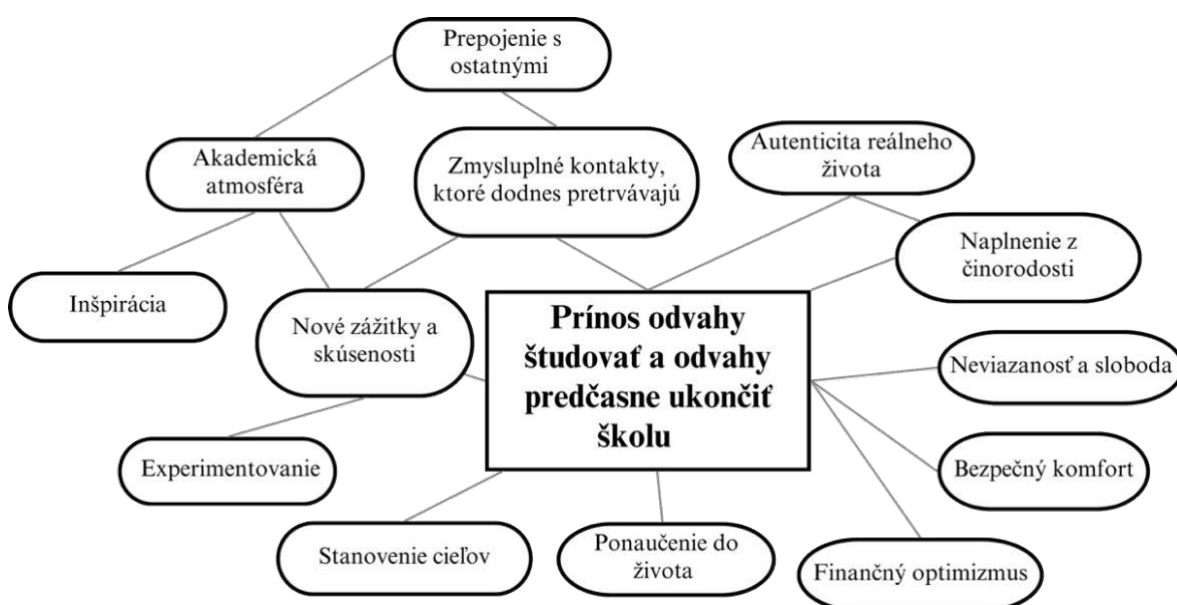 Prepojenie s
ostatnými
Akademická
atmosféra
Zmysluplné kontakty,
ktoré dodnes pretrvávajú
Autenticita reálneho
života
Naplnenie z
činorodosti
Inšpirácia
Nové zážitky a
skúsenosti
Prínos odvahy
študovať a odvahy
predčasne ukončiť
školu
Neviazanosť a sloboda
Experimentovanie
Bezpečný komfort
Stanovenie cieľov
Ponaučenie do
života
Finančný optimizmus